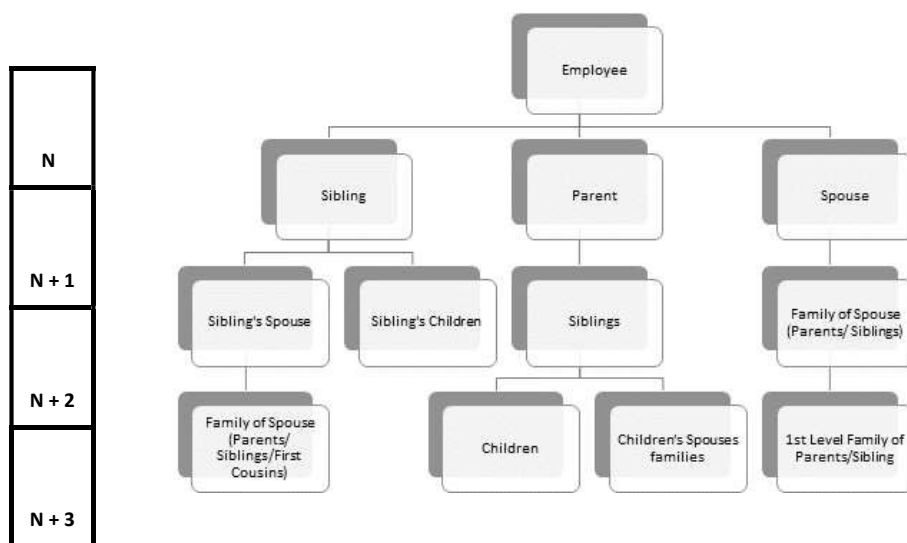 Employee
N
Sibling
Parent
Spouse
N + 1
Sibling's Spouse
Sibling's Children
Siblings
Family of Spouse
(Parents/ Siblings)
N + 2
Family of Spouse
(Parents/
Siblings/First
Cousins)
Children
Children's Spouses
families
1st Level Family of
Parents/Sibling
N + 3